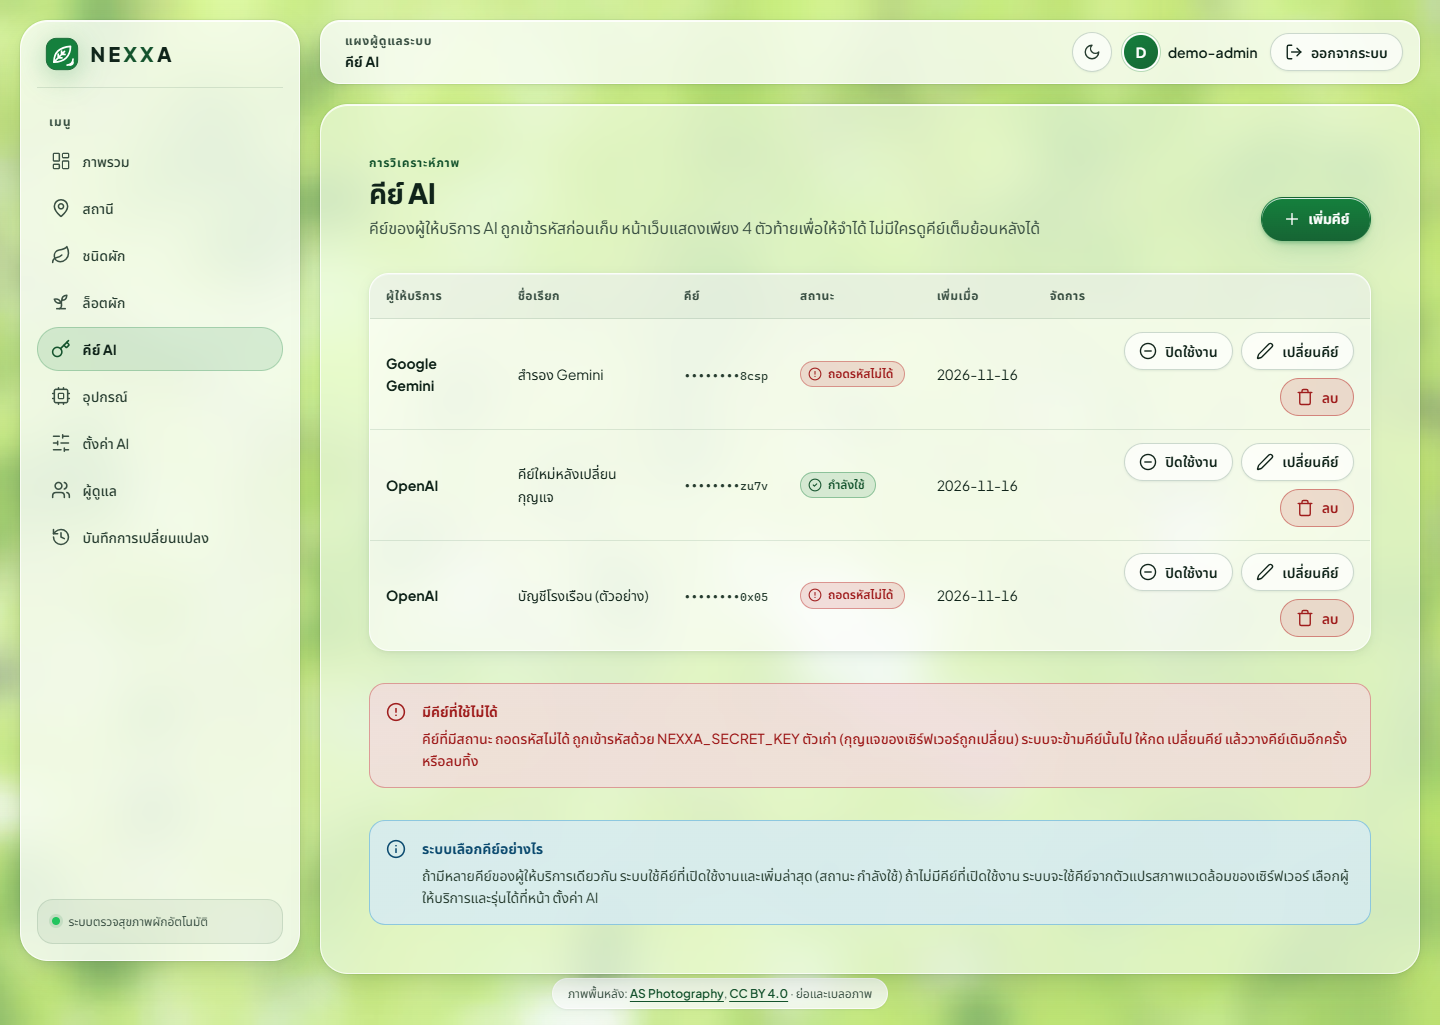 NEXXA
เมนู
ภาพรวม
สถานี
ชนิดผัก
ล็อตผัก
คีย์ AI
อุปกรณ์
ตั้งค่า AI
ผู้ดูแล
บันทึกการเปลี่ยนแปลง
ระบบตรวจสุขภาพผักอัตโนมัติ
แผงผู้ดูแลระบบ
คีย์ AI
D demo-admin ออกจากระบบ
การวิเคราะห์ภาพ
คีย์ AI
คีย์ของผู้ให้บริการ AI ถูกเข้ารหัสก่อนเก็บ หน้าเว็บแสดงเพียง 4 ตัวท้ายเพื่อให้จำได้ ไม่มีใครดูคีย์เต็มย้อนหลังได้
เพิ่มคีย์
ผู้ให้บริการ ชื่อเรียก คีย์ สถานะ เพิ่มเมื่อ จัดการ
Google
Gemini
สำรอง Gemini ••••••••8csp ถอดรหัสไม่ได้ 2026-11-16 ปิดใช้งาน เปลี่ยนคีย์
ลบ
OpenAI
คีย์ใหม่หลังเปลี่ยน
กุญแจ
••••••••zu7v กำลังใช้ 2026-11-16 ปิดใช้งาน เปลี่ยนคีย์
ลบ
OpenAI บัญชีโรงเรือน (ตัวอย่าง) ••••••••0x05 ถอดรหัสไม่ได้ 2026-11-16 ปิดใช้งาน เปลี่ยนคีย์
ลบ
มีคีย์ที่ใช้ไม่ได้
คีย์ที่มีสถานะ ถอดรหัสไม่ได้ ถูกเข้ารหัสด้วย NEXXA_SECRET_KEY ตัวเก่า (กุญแจของเซิร์ฟเวอร์ถูกเปลี่ยน) ระบบจะข้ามคีย์นั้นไป ให้กด เปลี่ยนคีย์ แล้ววางคีย์เดิมอีกครั้ง
หรือลบทิ้ง
ระบบเลือกคีย์อย่างไร
ถ้ามีหลายคีย์ของผู้ให้บริการเดียวกัน ระบบใช้คีย์ที่เปิดใช้งานและเพิ่มล่าสุด (สถานะ กำลังใช้) ถ้าไม่มีคีย์ที่เปิดใช้งาน ระบบจะใช้คีย์จากตัวแปรสภาพแวดล้อมของเซิร์ฟเวอร์ เลือกผู้
ให้บริการและรุ่นได้ที่หน้า ตั้งค่า AI
ภาพพื้นหลัง: AS Photography, CC BY 4.0 · ย่อและเบลอภาพ